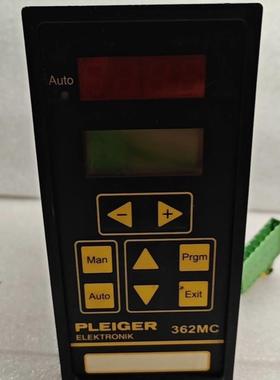 Auto
- +
Man
Prgm
Auto
Exit
PLEIGER
ELEKTRONIK
362MC